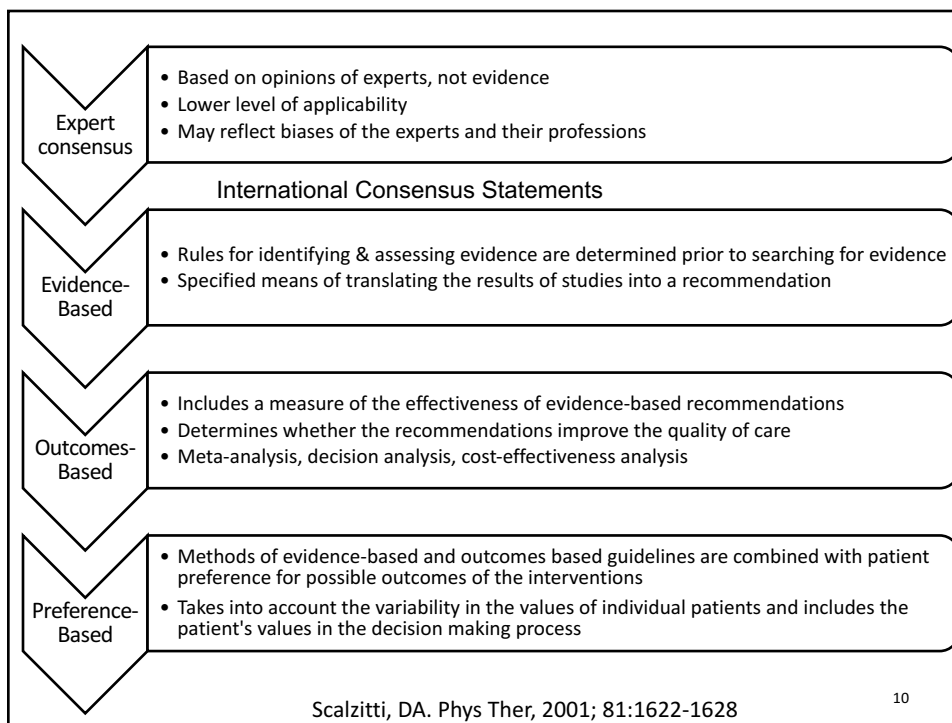 Expert
consensus
• Based on opinions of experts, not evidence
• Lower level of applicability
• May reflect biases of the experts and their professions
International Consensus Statements
Evidence-
Based
• Rules for identifying & assessing evidence are determined prior to searching for evidence
• Specified means of translating the results of studies into a recommendation
Outcomes-
Based
• Includes a measure of the effectiveness of evidence-based recommendations
• Determines whether the recommendations improve the quality of care
• Meta-analysis, decision analysis, cost-effectiveness analysis
Preference-
Based
• Methods of evidence-based and outcomes based guidelines are combined with patient
preference for possible outcomes of the interventions
• Takes into account the variability in the values of individual patients and includes the
patient's values in the decision making process
Scalzitti, DA. Phys Ther, 2001; 81:1622-1628
10